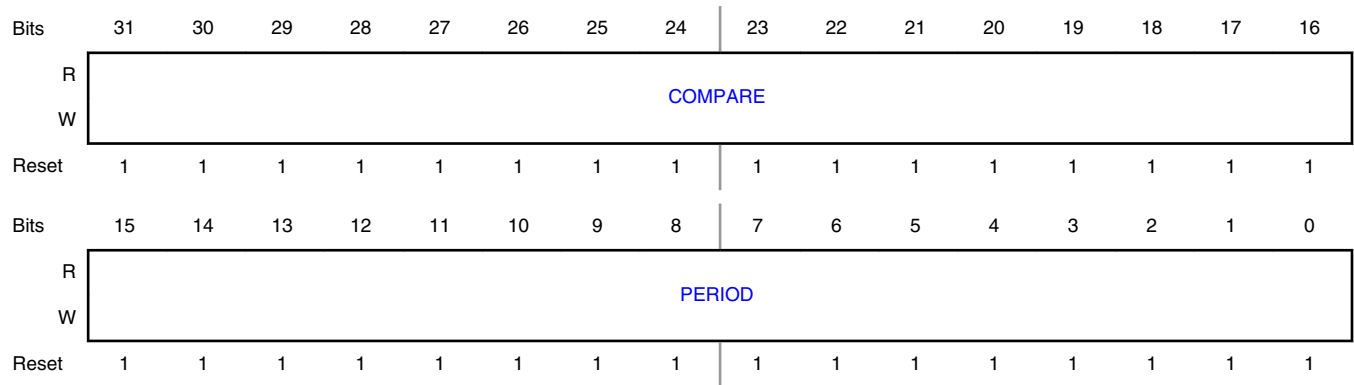 Bits 31 30 29 28 27 26 25 24 23 22 21 20 19 18 17 16
R
COMPARE
W
Reset 1 1 1 1 1 1 1 1 1 1 1 1 1 1 1 1
Bits 15 14 13 12 11 10 9 8 7 6 5 4 3 2 1 0
R
PERIOD
W
Reset 1 1 1 1 1 1 1 1 1 1 1 1 1 1 1 1